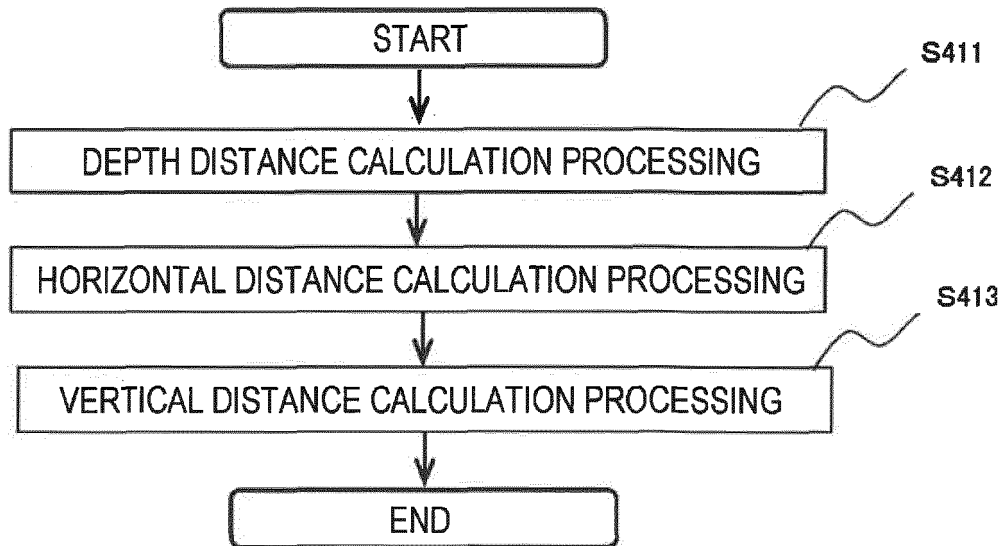 START
S411
DEPTH DISTANCE CALCULATION PROCESSING
S412
HORIZONTAL DISTANCE CALCULATION PROCESSING
S413
VERTICAL DISTANCE CALCULATION PROCESSING
END